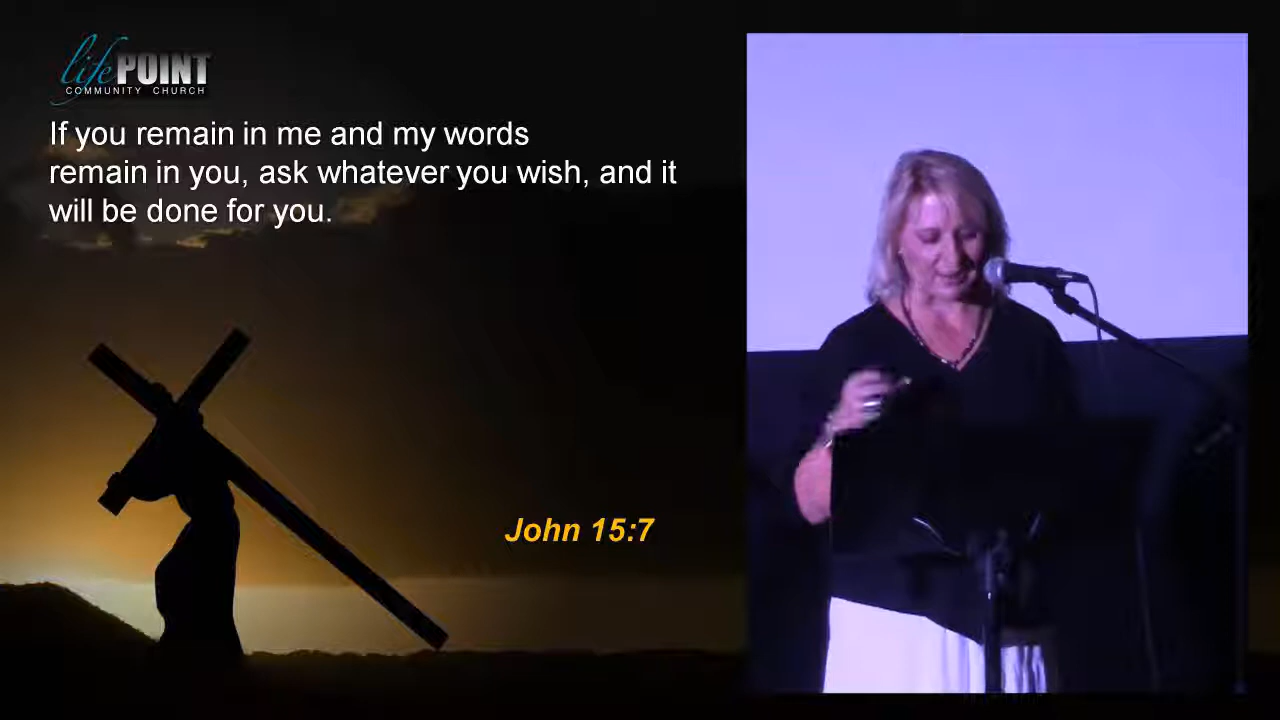 lifePOINT
COMMUNITY CHURCH
If you remain in me and my words
remain in you, ask whatever you wish, and it
will be done for you.
John 15:7